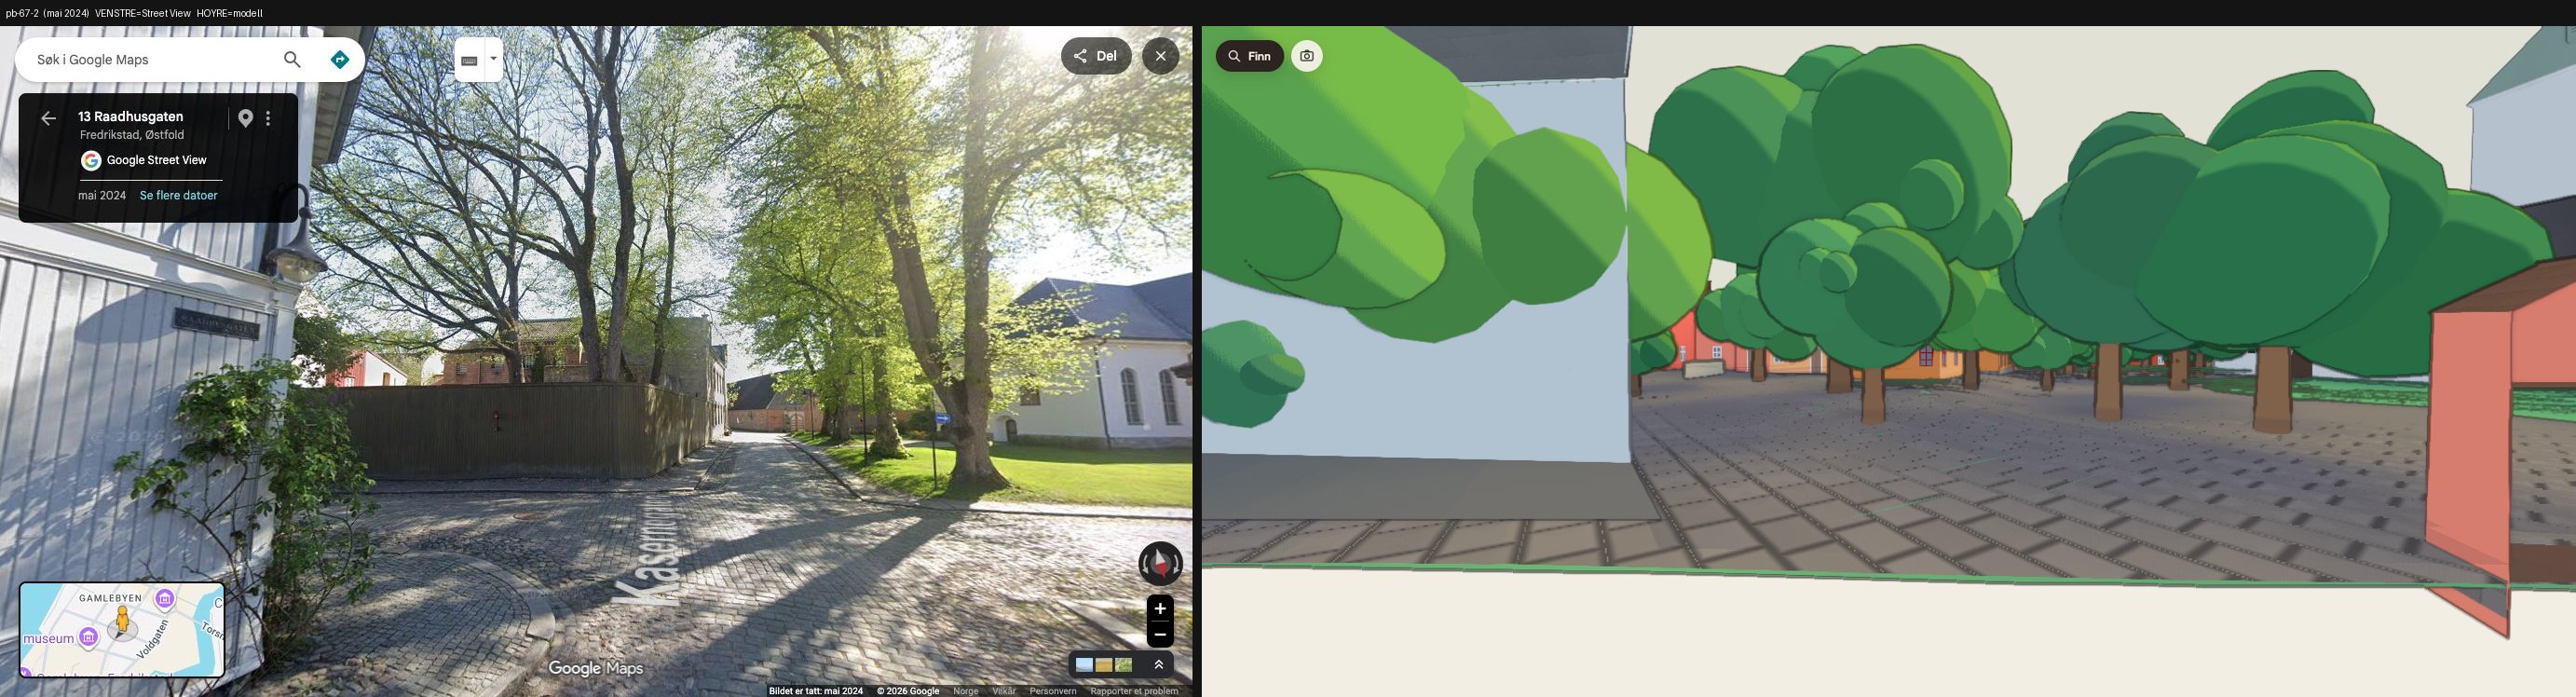 pb-67-2 (mai 2024) VENSTRE=Street View HOYRE=modell
Søk i Google Maps
Del
Finn
13 Raadhusgaten
Fredrikstad, Østfold
Google Street View
mai 2024 Se flere datoer
RAADHUSGATEN
GAMLEBYEN
museum
Voldgaten
Google Maps
Bildet er tatt: mai 2024 © 2026 Google Norge Vilkår Personvern Rapporter et problem